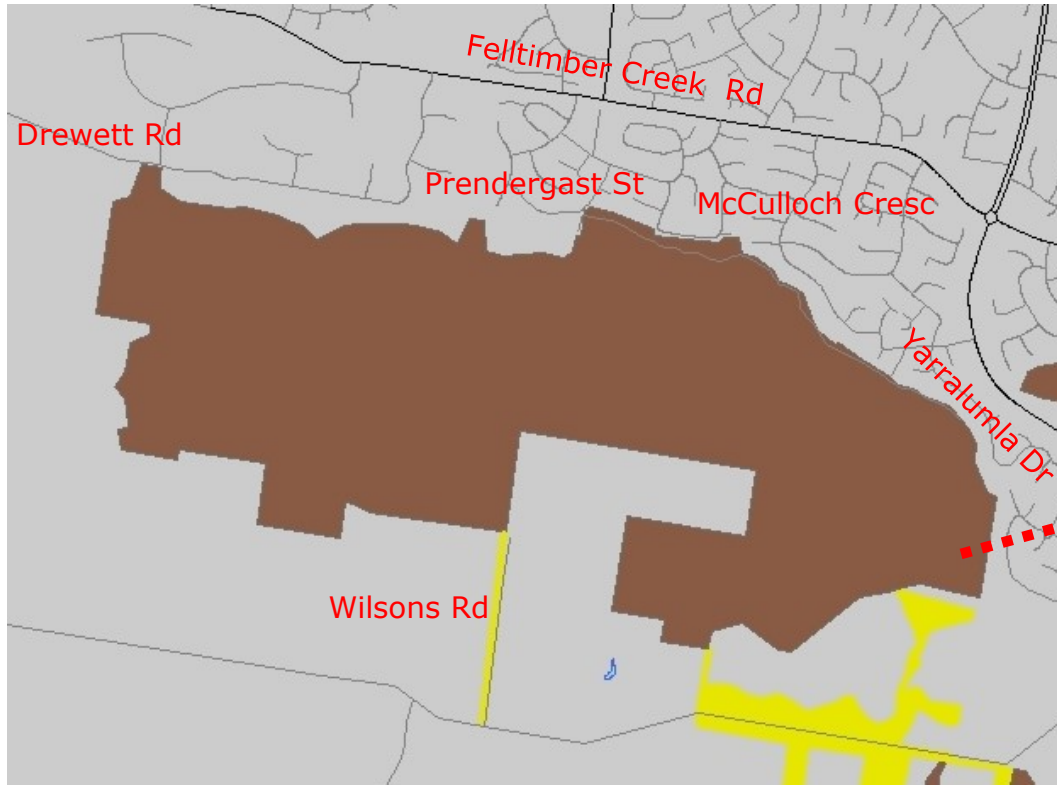 Felltimber Creek Rd
Drewett Rd
Prendergast St
McCulloch Cresc
Yarralumla Dr
Wilsons Rd